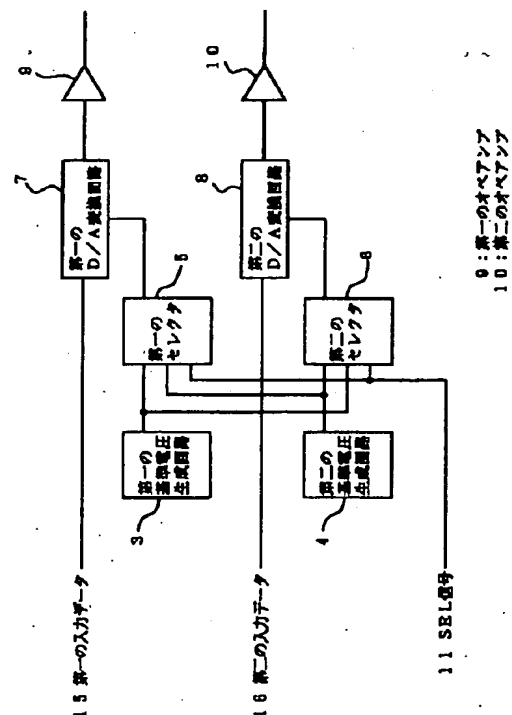 15 第一の入力データ
3
第一の
基準電圧
生成回路
第一の
セレクタ
5
7
第一の
D/A変換回路
9
16 第二の入力データ
4
第二の
基準電圧
生成回路
第二の
セレクタ
6
8
第二の
D/A変換回路
10
11 SEL信号
9:第一のオペアンプ
10:第二のオペアンプ